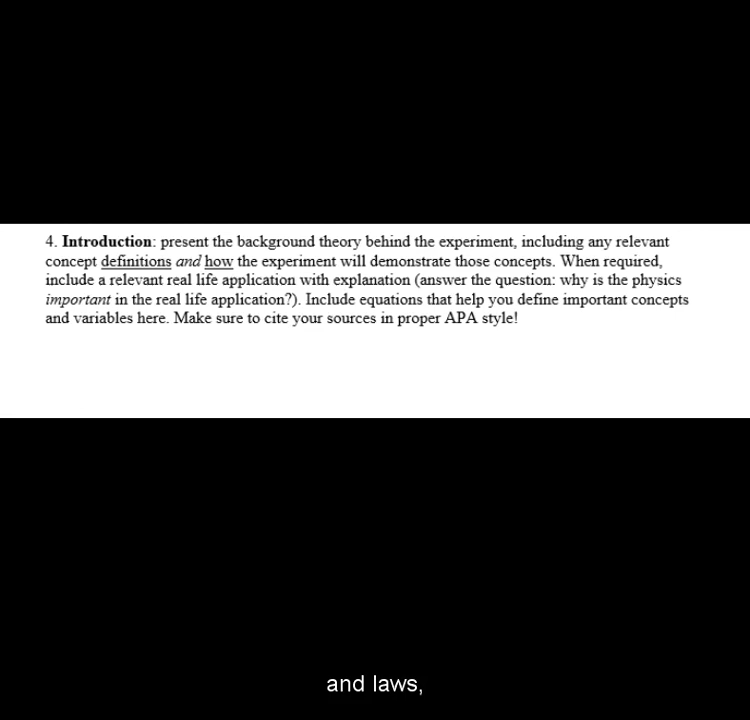 4. Introduction: present the background theory behind the experiment, including any relevant
concept definitions and how the experiment will demonstrate those concepts. When required,
include a relevant real life application with explanation (answer the question: why is the physics
important in the real life application?). Include equations that help you define important concepts
and variables here. Make sure to cite your sources in proper APA style!
and laws,